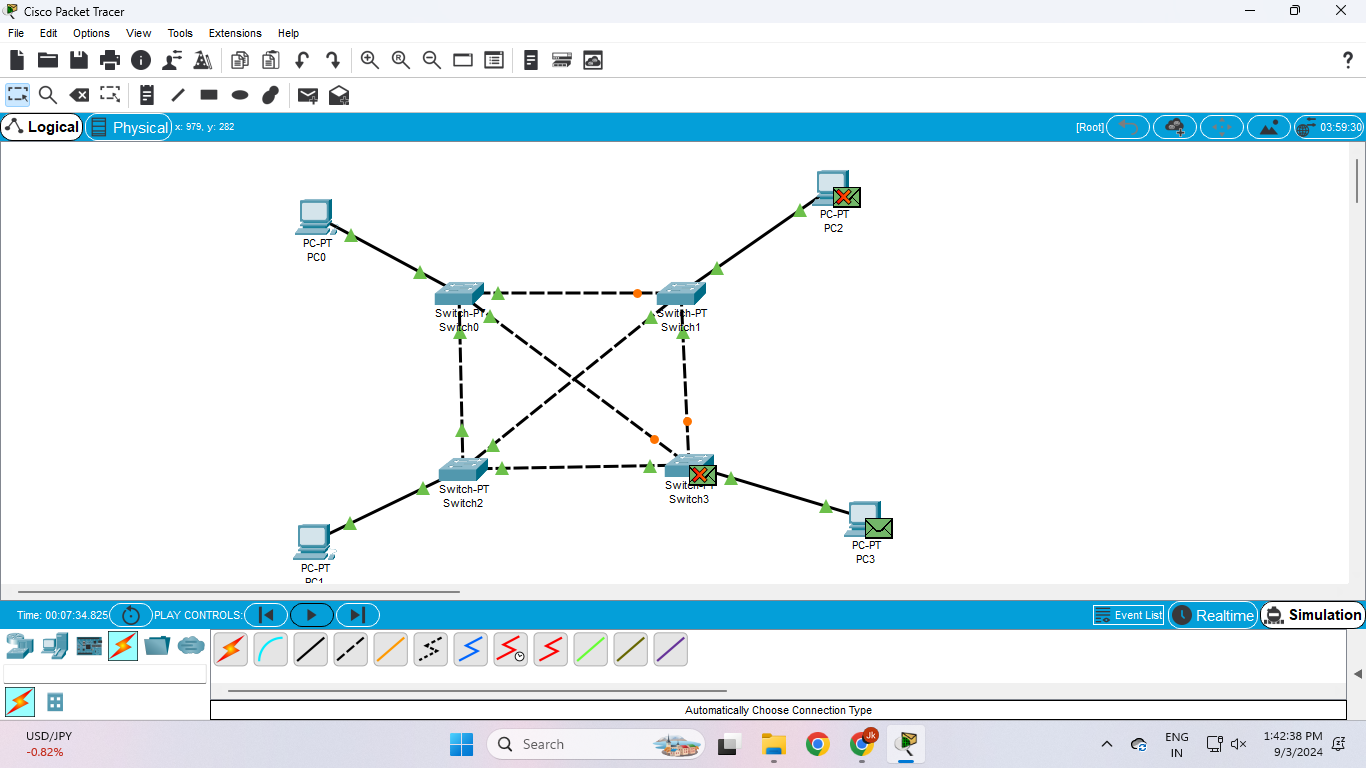 Cisco Packet Tracer
File Edit Options View Tools Extensions Help
R
?
Logical
Physical
x: 979, y: 282
[Root]
03:59:30
PC-PT
PC0
PC-PT
PC2
Switch-PT
Switch0
Switch-PT
Switch1
Switch-PT
Switch2
Switch3
PC-PT
PC3
PC-PT
PC1
Time: 00:07:34.825
PLAY CONTROLS:
Event List
Realtime
Simulation
Automatically Choose Connection Type
USD/JPY
-0.82%
Search
Jk
ENG
IN
1:42:38 PM
9/3/2024